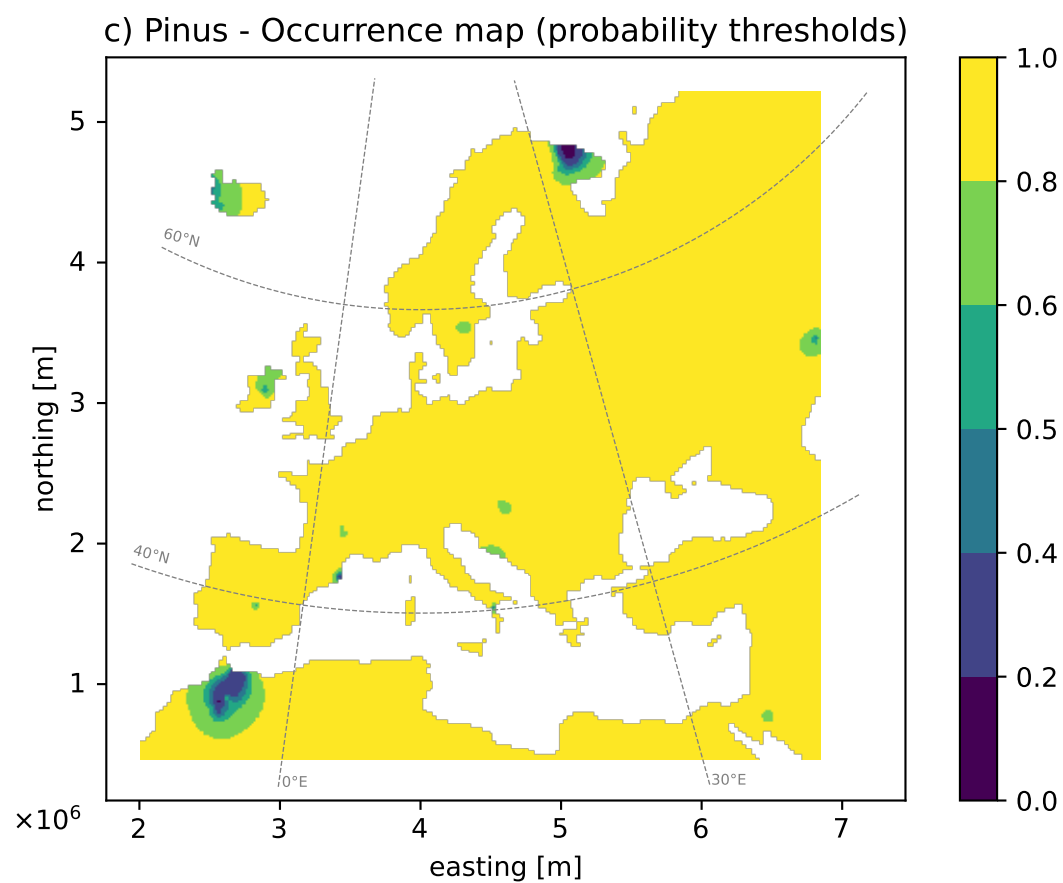 c) Pinus - Occurrence map (probability thresholds)
northing [m]
5
4
3
2
1
60°N
40°N
0°E
30°E
×10⁶
2 3 4 5 6 7
easting [m]
1.0
0.8
0.6
0.5
0.4
0.2
0.0